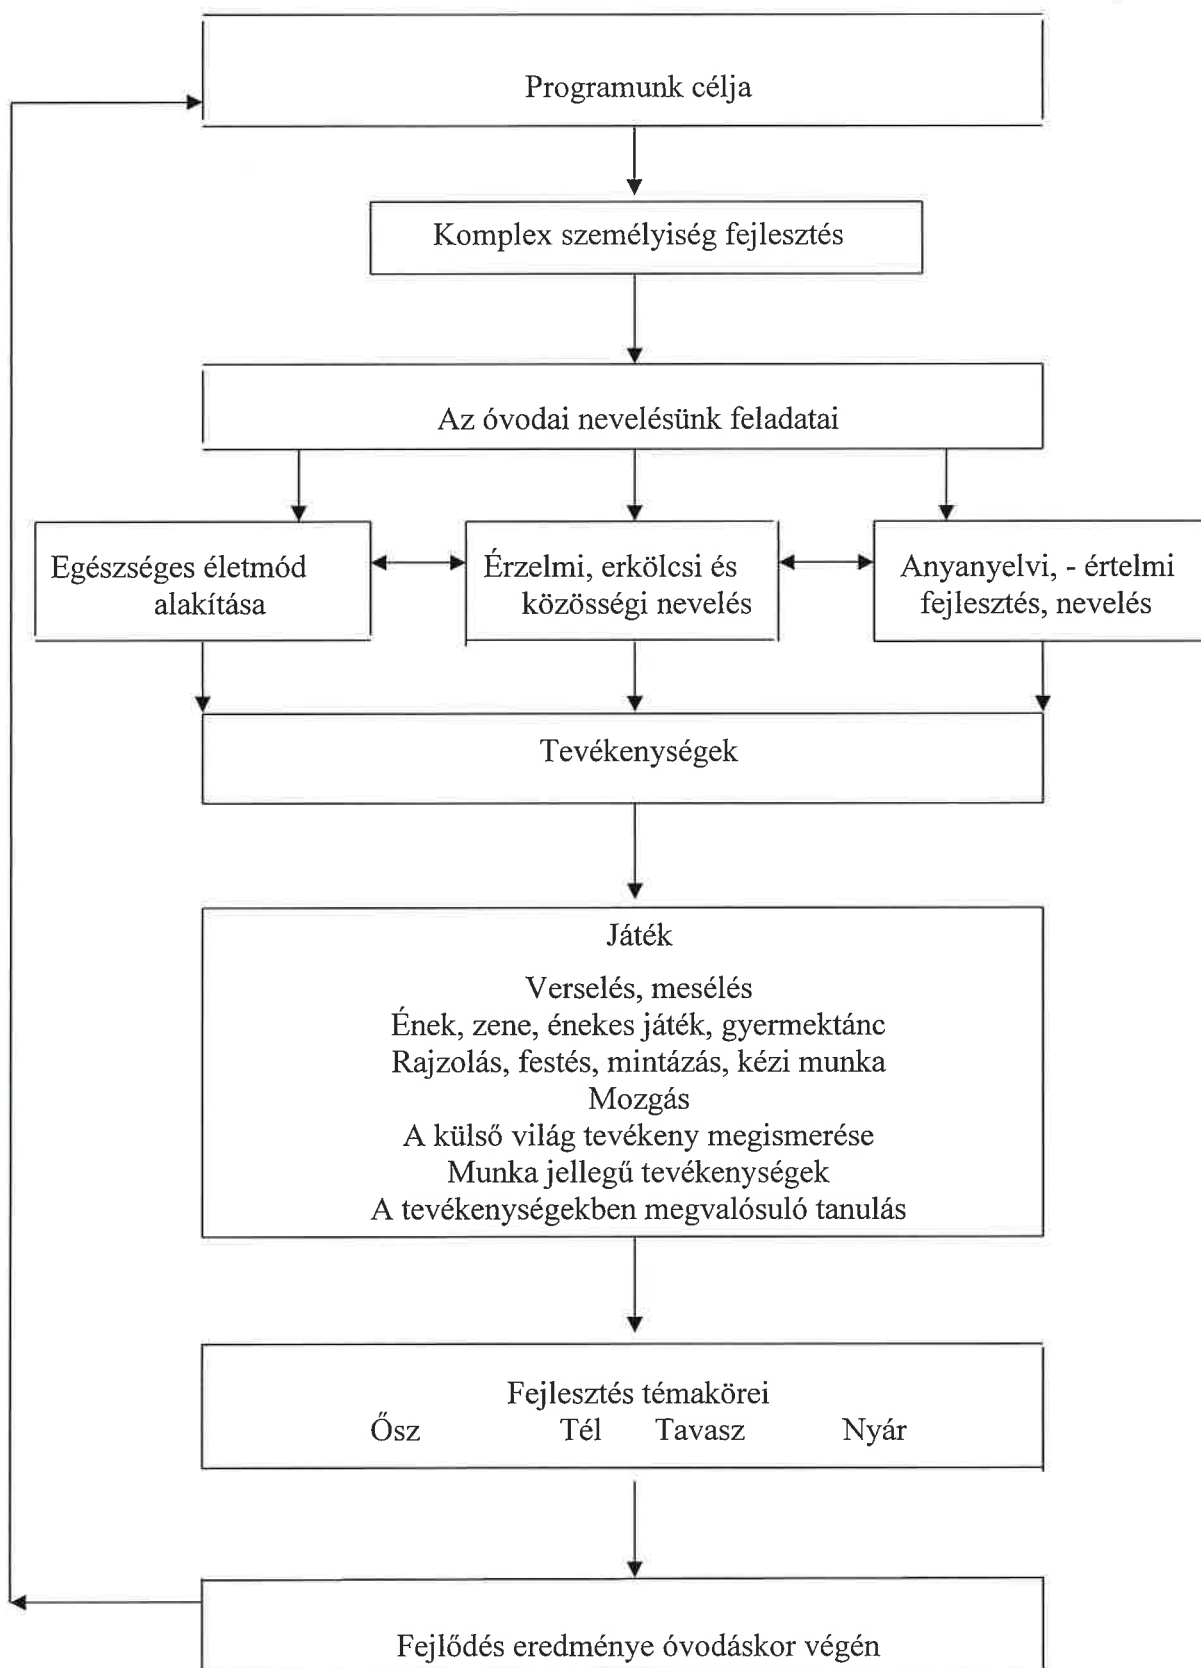 Programunk célja
Komplex személyiség fejlesztés
Az óvodai nevelésünk feladatai
Egészséges életmód
alakítása
Érzelmi, erkölcsi és
közösségi nevelés
Anyanyelvi, - értelmi
fejlesztés, nevelés
Tevékenységek
Játék
Verselés, mesélés
Ének, zene, énekes játék, gyermektánc
Rajzolás, festés, mintázás, kézi munka
Mozgás
A külső világ tevékeny megismerése
Munka jellegű tevékenységek
A tevékenységekben megvalósuló tanulás
Fejlesztés témakörei
Ősz Tél Tavasz Nyár
Fejlődés eredménye óvodáskor végén